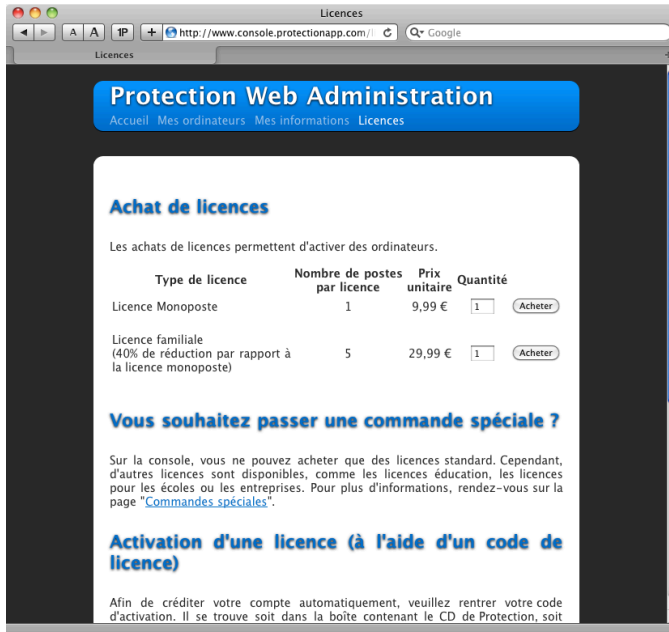 Licences
A A 1P + http://www.console.protectionapp.com/ Google
Licences
Protection Web Administration
Accueil Mes ordinateurs Mes informations Licences
Achat de licences
Les achats de licences permettent d'activer des ordinateurs.
Type de licence Nombre de postes par licence Prix unitaire Quantité
Licence Monoposte 1 9,99 € 1 Acheter
Licence familiale
(40% de réduction par rapport à 5 29,99 € 1 Acheter
la licence monoposte)
Vous souhaitez passer une commande spéciale ?
Sur la console, vous ne pouvez acheter que des licences standard. Cependant,
d'autres licences sont disponibles, comme les licences éducation, les licences
pour les écoles ou les entreprises. Pour plus d'informations, rendez-vous sur la
page "Commandes spéciales".
Activation d'une licence (à l'aide d'un code de
licence)
Afin de créditer votre compte automatiquement, veuillez rentrer votre code
d'activation. Il se trouve soit dans la boîte contenant le CD de Protection, soit